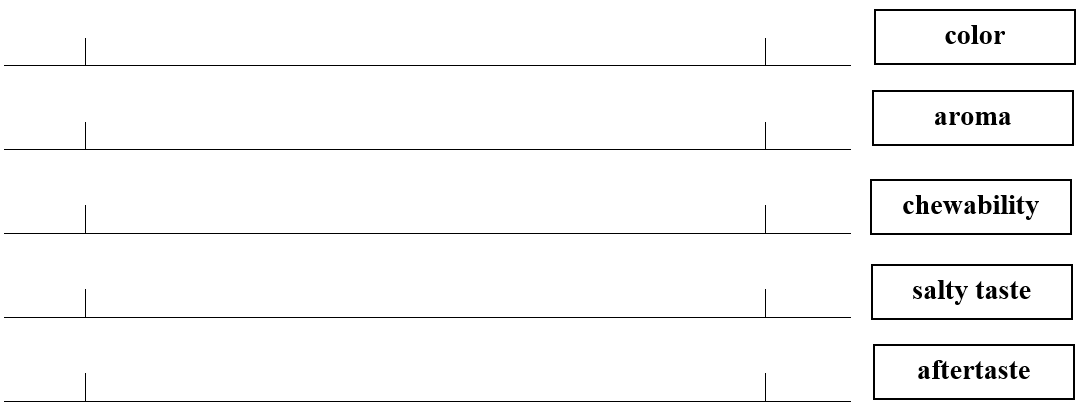 color
aroma
chewability
salty taste
aftertaste